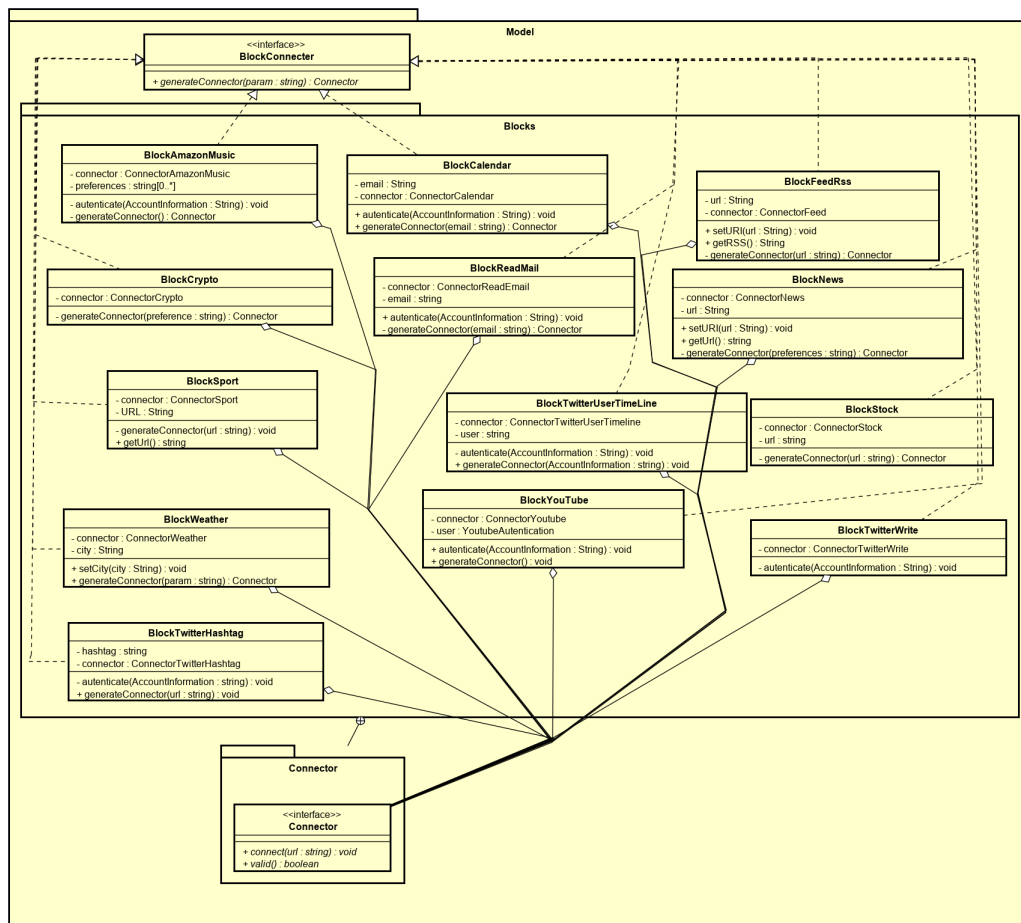 Model
<<interface>>
BlockConnecter
+ generateConnector(param : string) : Connector
Blocks
BlockAmazonMusic
- connector : ConnectorAmazonMusic
- preferences : string[0..*]
- autenticate(AccountInformation : String) : void
- generateConnector() : Connector
BlockCalendar
- email : String
- connector : ConnectorCalendar
+ autenticate(AccountInformation : String) : void
+ generateConnector(email : string) : Connector
BlockFeedRss
- url : String
- connector : ConnectorFeed
+ setURI(url : String) : void
+ getRSS() : String
- generateConnector(url : string) : Connector
BlockCrypto
- connector : ConnectorCrypto
- generateConnector(preference : string) : Connector
BlockReadMail
- connector : ConnectorReadEmail
- email : string
+ autenticate(AccountInformation : String) : void
- generateConnector(email : string) : Connector
BlockNews
- connector : ConnectorNews
- url : String
+ setURI(url : String) : void
+ getUrl() : string
- generateConnector(preferences : string) : Connector
BlockSport
- connector : ConnectorSport
- URL : String
- generateConnector(url : string) : void
+ getUrl() : string
BlockTwitterUserTimeLine
- connector : ConnectorTwitterUserTimeline
- user : string
- autenticate(AccountInformation : String) : void
+ generateConnector(AccountInformation : string) : void
BlockStock
- connector : ConnectorStock
- url : string
- generateConnector(url : string) : Connector
BlockWeather
- connector : ConnectorWeather
- city : String
+ setCity(city : String) : void
+ generateConnector(param : string) : Connector
BlockYouTube
- connector : ConnectorYoutube
- user : YoutubeAutentication
+ autenticate(AccountInformation : String) : void
+ generateConnector() : void
BlockTwitterWrite
- connector : ConnectorTwitterWrite
- autenticate(AccountInformation : String) : void
BlockTwitterHashtag
- hashtag : string
- connector : ConnectorTwitterHashtag
- autenticate(AccountInformation : String) : void
+ generateConnector(url : string) : void
Connector
<<interface>>
Connector
+ connect(url : string) : void
+ valid() : boolean